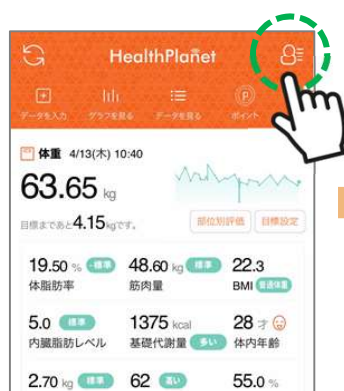 HealthPlanet
データを入力 グラフを見る データを見る ポイント
体重 4/13(木) 10:40
63.65 kg
目標まであと4.15kgです。 部位別評価 目標設定
19.50 % -標準 48.60 kg 標準 22.3
体脂肪率 筋肉量 BMI 普通体重
5.0 標準 1375 kcal 28 才
内臓脂肪レベル 基礎代謝量 多い 体内年齢
2.70 kg 標準 62 高い 55.0 %